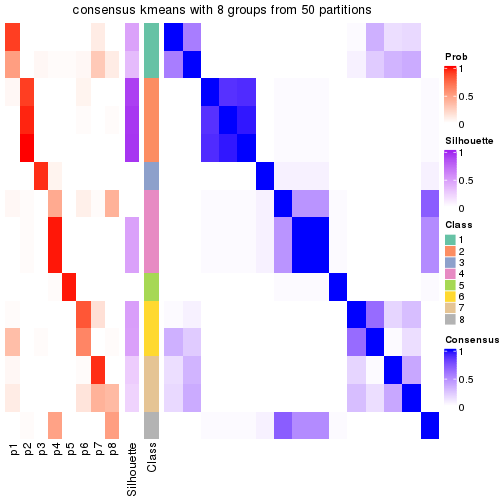 consensus kmeans with 8 groups from 50 partitions
Prob
1
0.5
0
Silhouette
1
0.5
0
Class
1
2
3
4
5
6
7
8
Consensus
1
0.5
0
p1
p2
p3
p4
p5
p6
p7
p8
Silhouette
Class